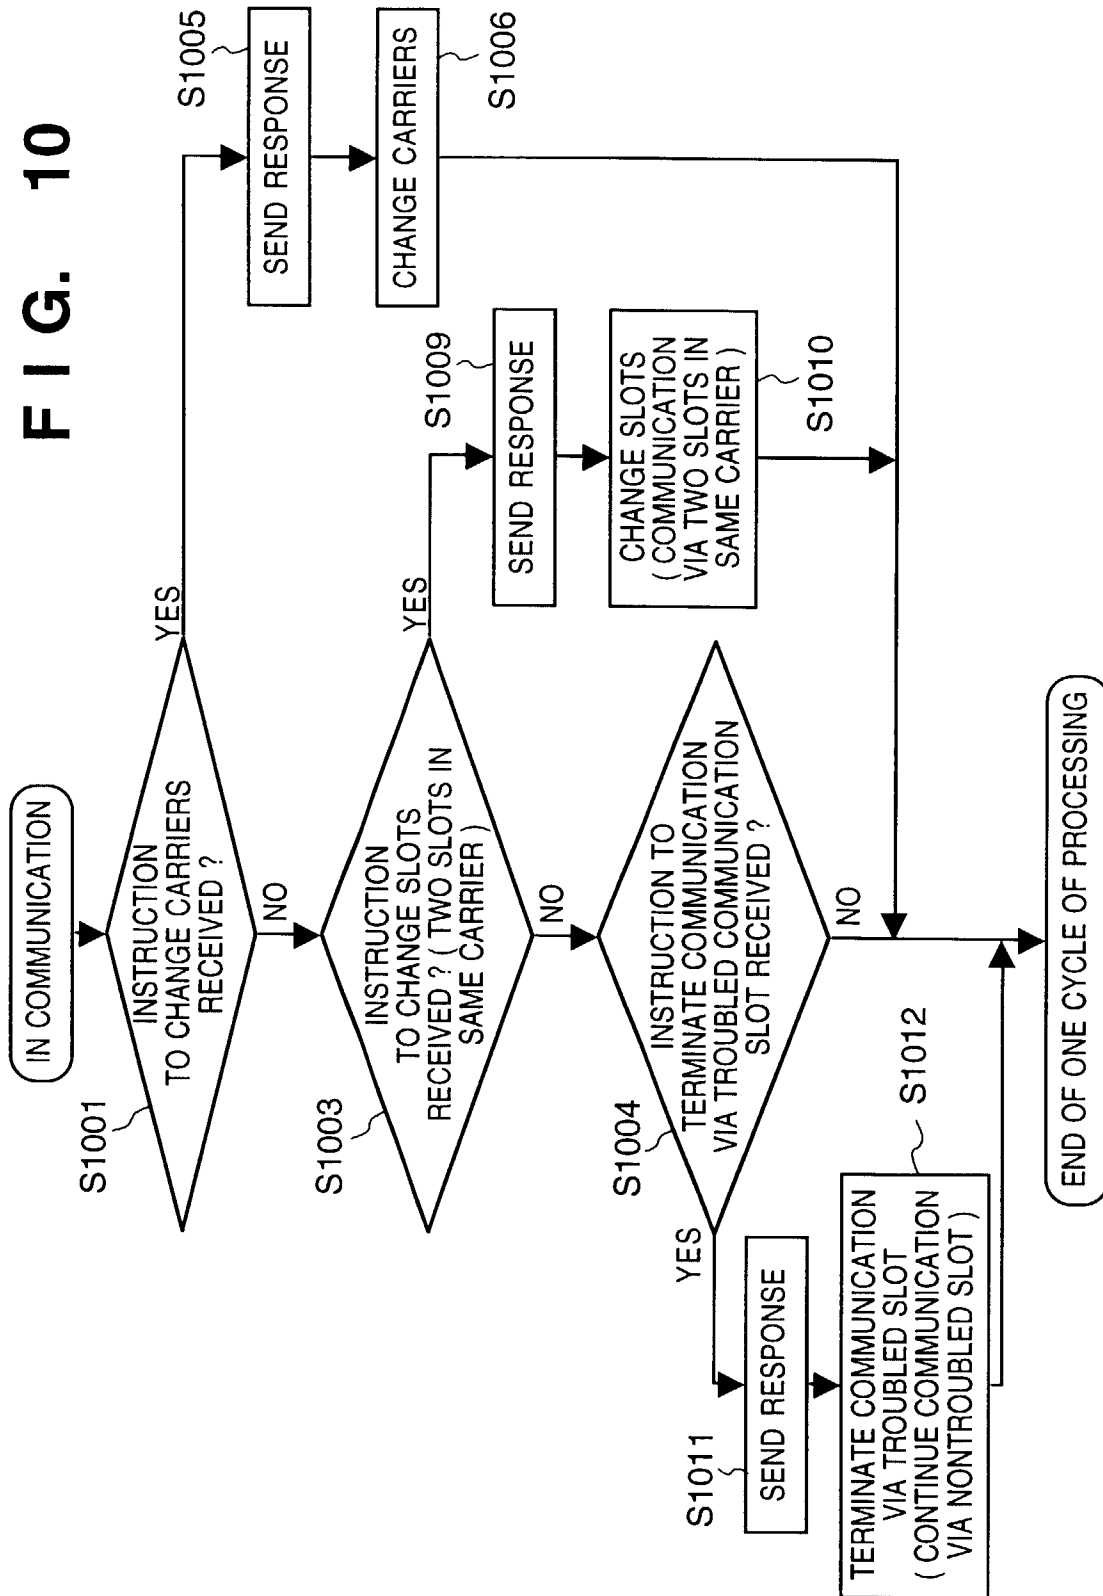 FIG. 10
IN COMMUNICATION
S1001
INSTRUCTION
TO CHANGE CARRIERS
RECEIVED ?
YES
NO
S1005
SEND RESPONSE
CHANGE CARRIERS
S1006
S1003
INSTRUCTION
TO CHANGE SLOTS
RECEIVED ? ( TWO SLOTS IN
SAME CARRIER )
YES
NO
S1009
SEND RESPONSE
CHANGE SLOTS
( COMMUNICATION
VIA TWO SLOTS IN
SAME CARRIER )
S1010
S1004
INSTRUCTION TO
TERMINATE COMMUNICATION
VIA TROUBLED COMMUNICATION
SLOT RECEIVED ?
YES
NO
S1011
SEND RESPONSE
TERMINATE COMMUNICATION
VIA TROUBLED SLOT
( CONTINUE COMMUNICATION
VIA NONTROUBLED SLOT )
S1012
END OF ONE CYCLE OF PROCESSING